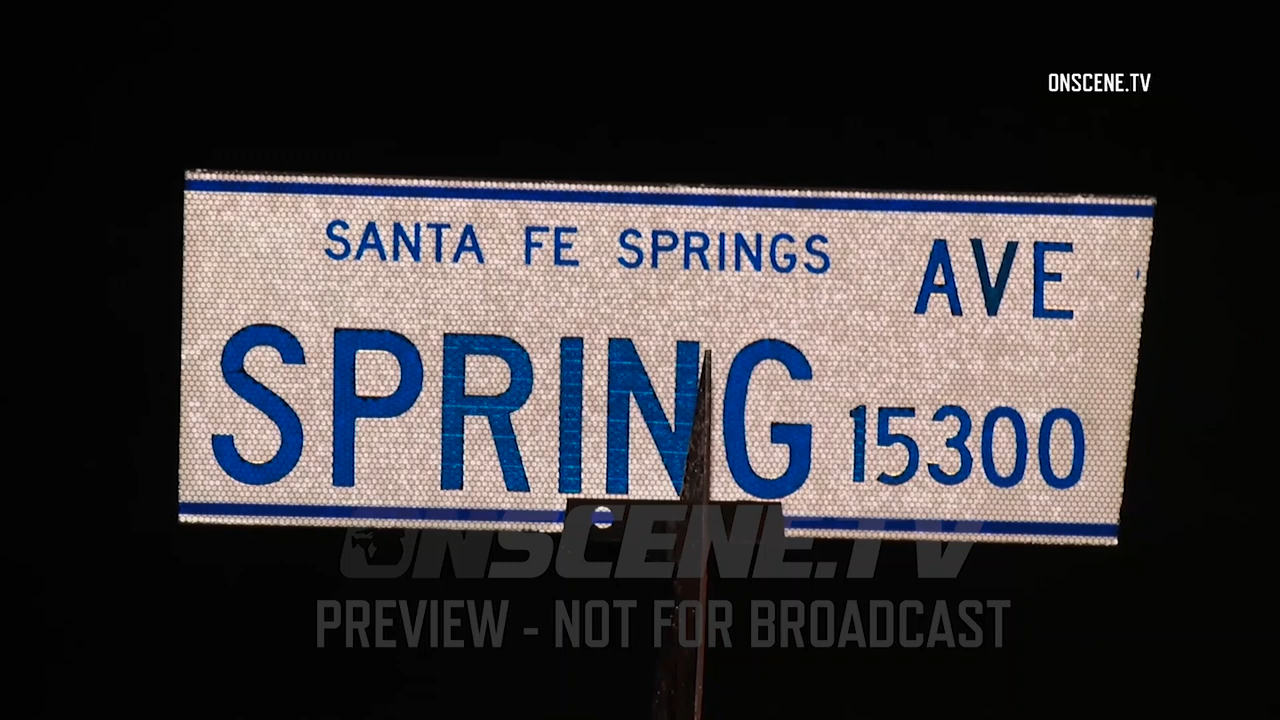 ONSCENE.TV
SANTA FE SPRINGS
AVE
SPRING 15300
ONSCENE.TV
PREVIEW - NOT FOR BROADCAST